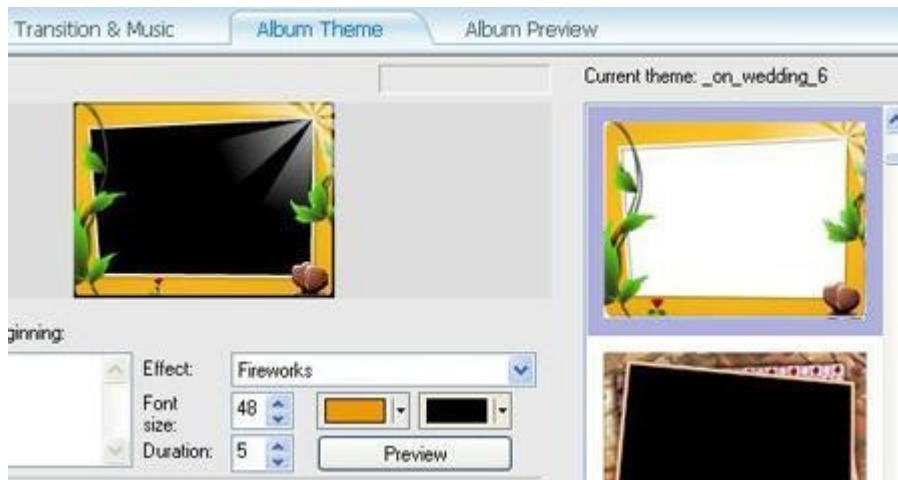 Transition & Music
Album Theme
Album Preview
Current theme: _on_wedding_6
ginning:
Effect:
Fireworks
Font
size:
48
Duration:
5
Preview